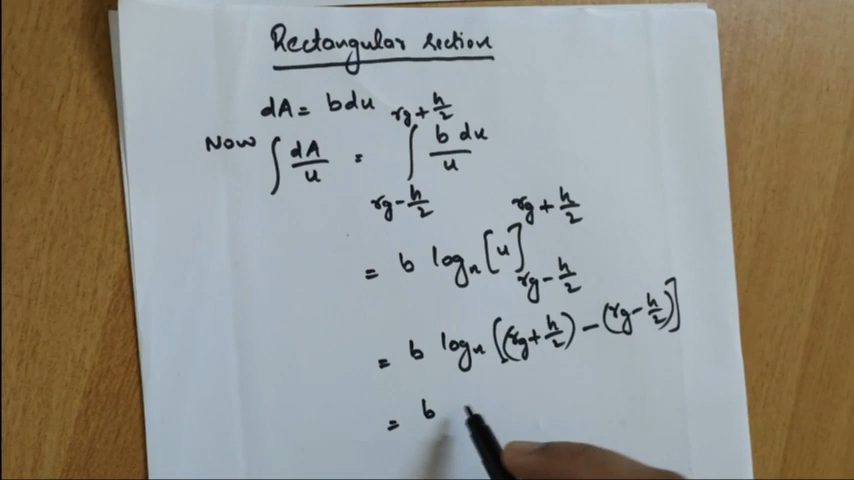 Rectangular section
dA = b du
Now ∫ dA/u = ∫_{rg - h/2}^{rg + h/2} b du/u
= b logn [u]_{rg - h/2}^{rg + h/2}
= b logn [(rg + h/2) - (rg - h/2)]
= b